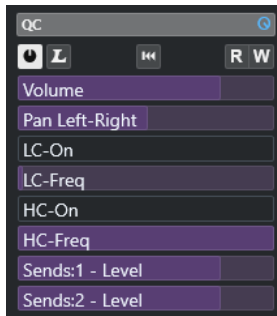 QC
L
R W
Volume
Pan Left-Right
LC-On
LC-Freq
HC-On
HC-Freq
Sends:1 - Level
Sends:2 - Level